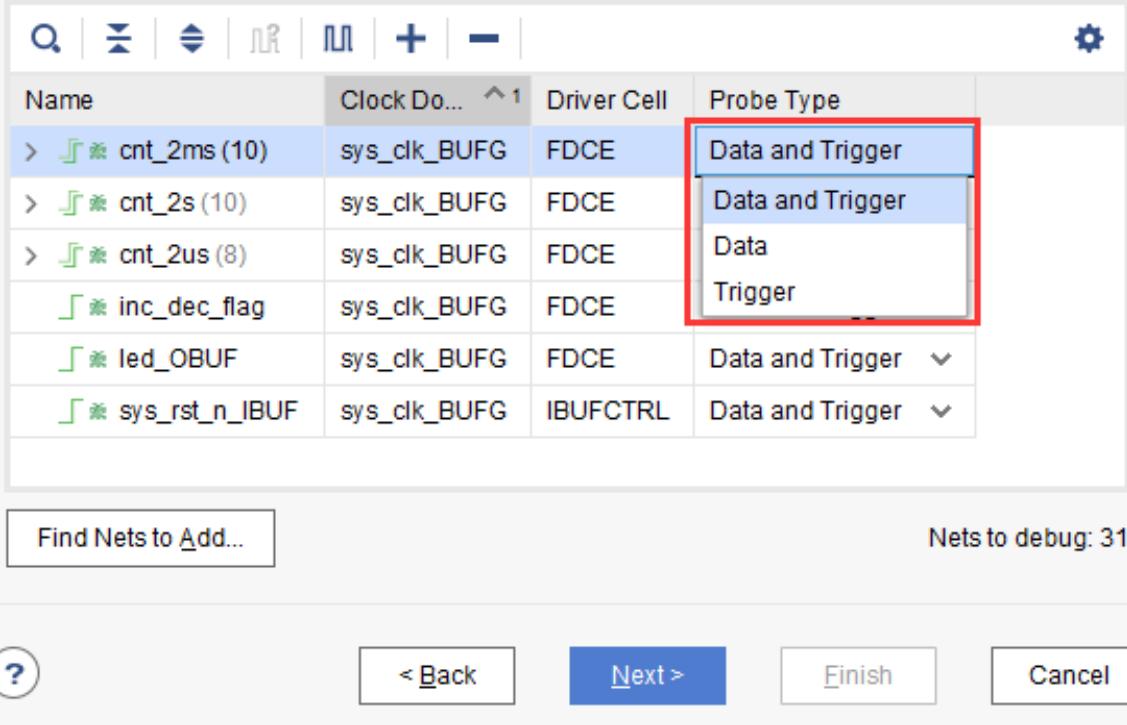 Name Clock Do... 1 Driver Cell Probe Type
cnt_2ms (10) sys_clk_BUFG FDCE Data and Trigger
cnt_2s (10) sys_clk_BUFG FDCE Data and Trigger
cnt_2us (8) sys_clk_BUFG FDCE Data
inc_dec_flag sys_clk_BUFG FDCE Trigger
led_OBUF sys_clk_BUFG FDCE Data and Trigger
sys_rst_n_IBUF sys_clk_BUFG IBUFCTRL Data and Trigger
Find Nets to Add... Nets to debug: 31
? < Back Next > Finish Cancel